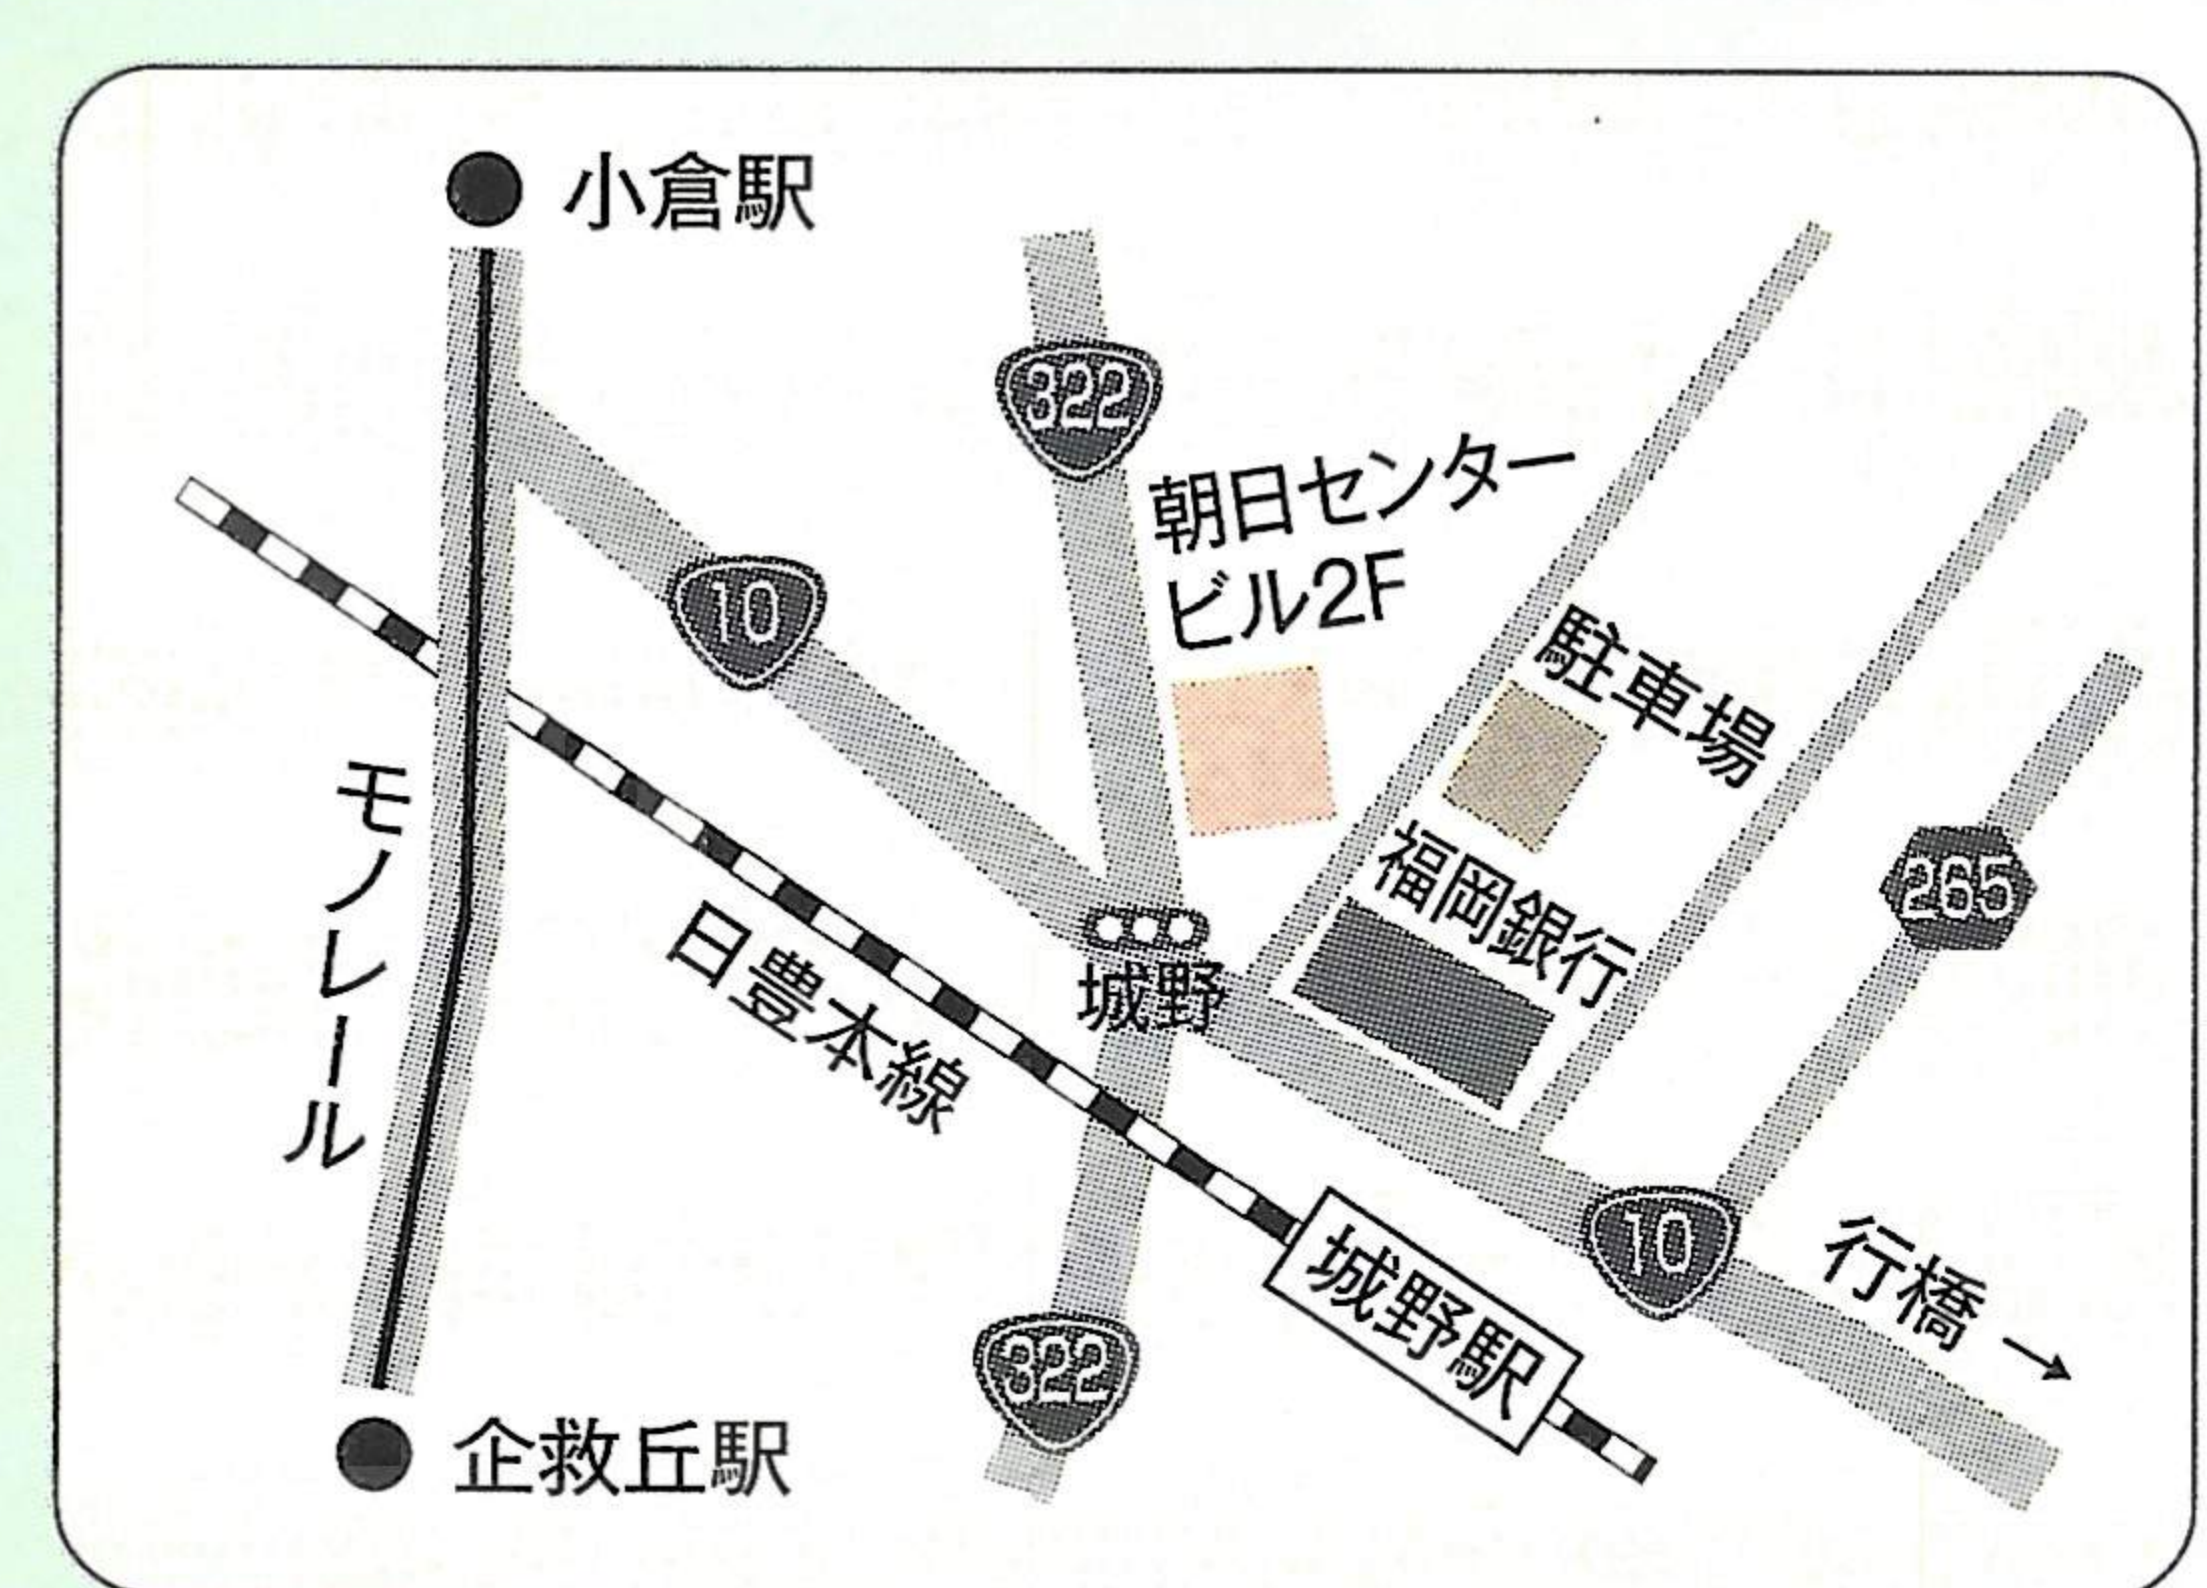 小倉駅
322
朝日センター
ビル2F
10
駐車場
モノレール
福岡銀行
265
日豊本線
城野
10
行橋→
城野駅
322
企救丘駅